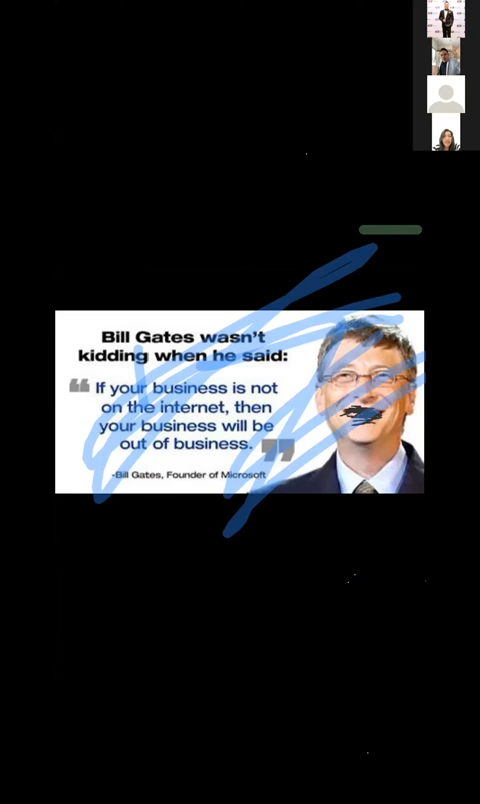 Bill Gates wasn't
kidding when he said:
“ If your business is not
on the internet, then
your business will be
out of business. ”
-Bill Gates, Founder of Microsoft